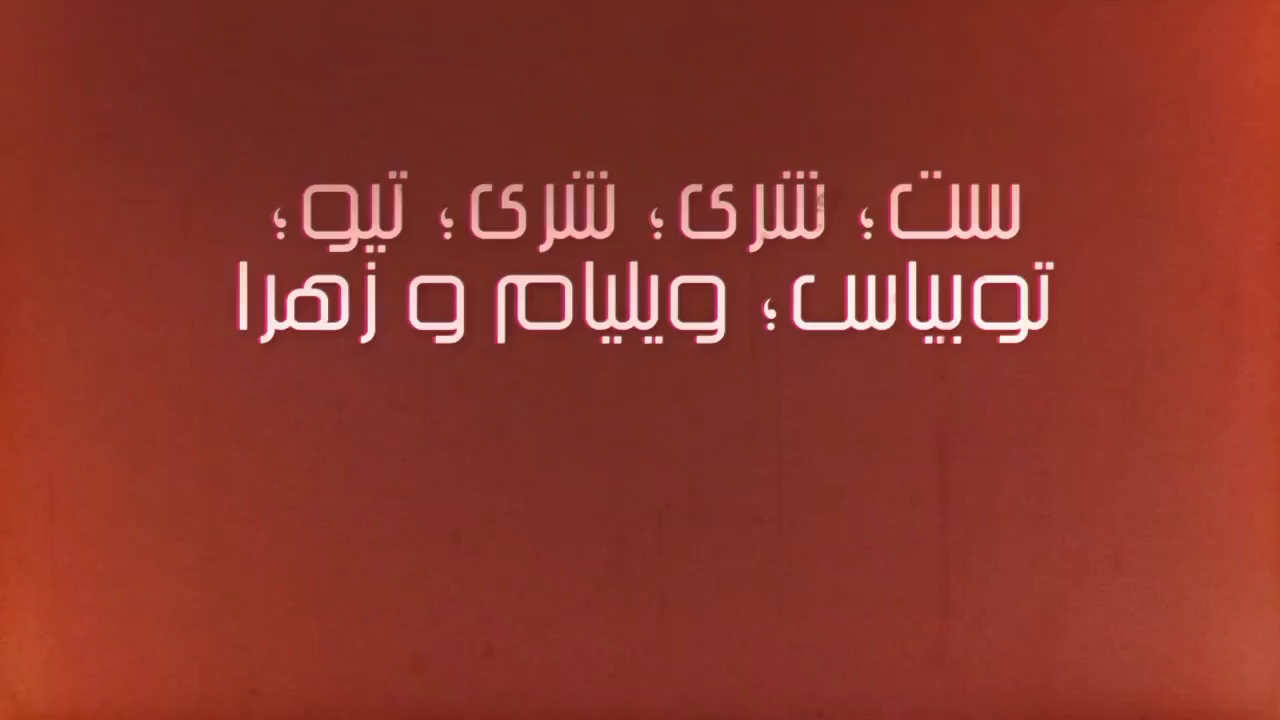 ست؛ شری؛ شری؛ تیو؛
توبیاس؛ ویلیام و زهرا